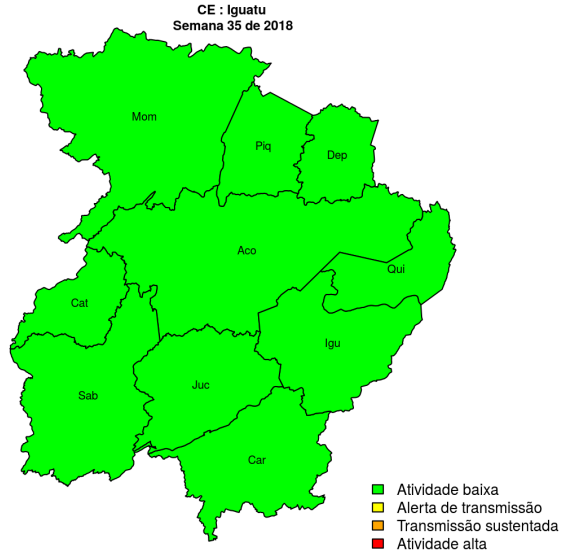 CE : Iguatu
Semana 35 de 2018
Mom
Piq
Dep
Aco
Qui
Cat
Igu
Sab
Juc
Car
Atividade baixa
Alerta de transmissão
Transmissão sustentada
Atividade alta